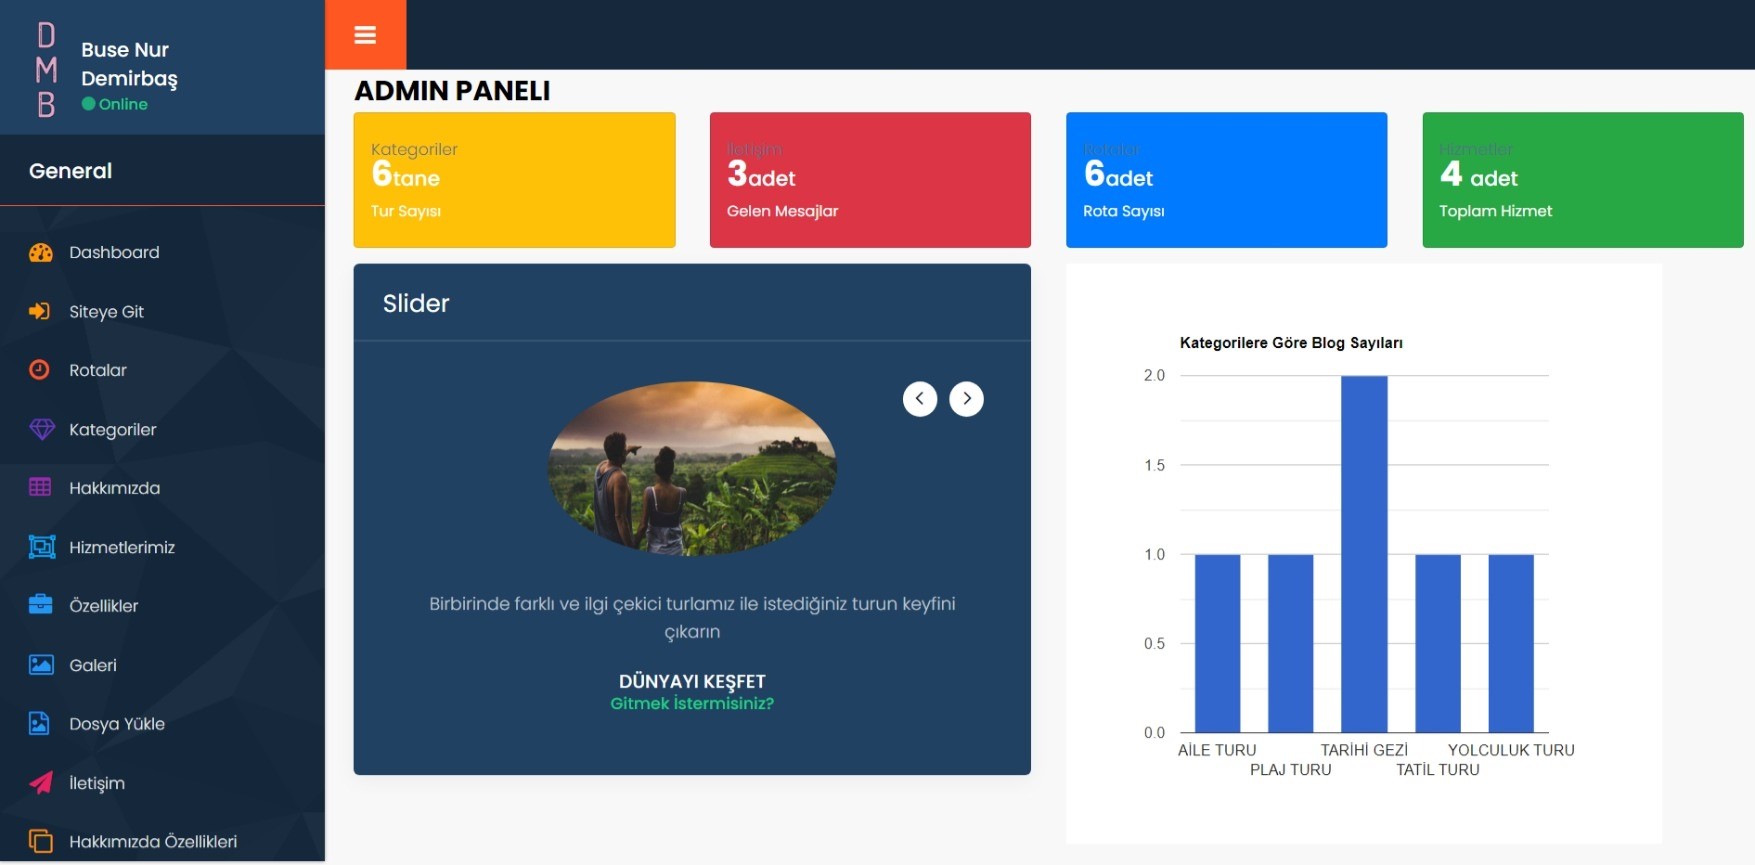 D
M
B
Buse Nur
Demirbaş
Online
General
Dashboard
Siteye Git
Rotalar
Kategoriler
Hakkımızda
Hizmetlerimiz
Özellikler
Galeri
Dosya Yükle
İletişim
Hakkımızda Özellikleri
ADMIN PANELI
Kategoriler
6tane
Tur Sayısı
İletişim
3adet
Gelen Mesajlar
Rotalar
6adet
Rota Sayısı
Hizmetler
4 adet
Toplam Hizmet
Slider
Birbirinde farklı ve ilgi çekici turlamız ile istediğiniz turun keyfini
çıkarın
DÜNYAYI KEŞFET
Gitmek İstermisiniz?
Kategorilere Göre Blog Sayıları
2.0
1.5
1.0
0.5
0.0
AİLE TURU
PLAJ TURU
TARİHİ GEZİ
TATİL TURU
YOLCULUK TURU